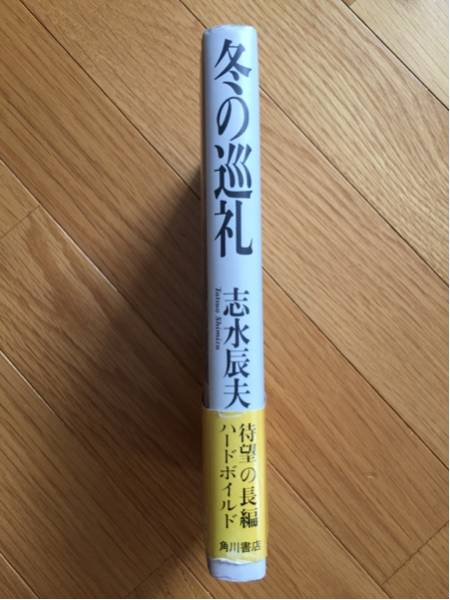 冬の巡礼
志水辰夫
Tatsuo Shimizu
待望の長編
ハードボイルド
角川書店